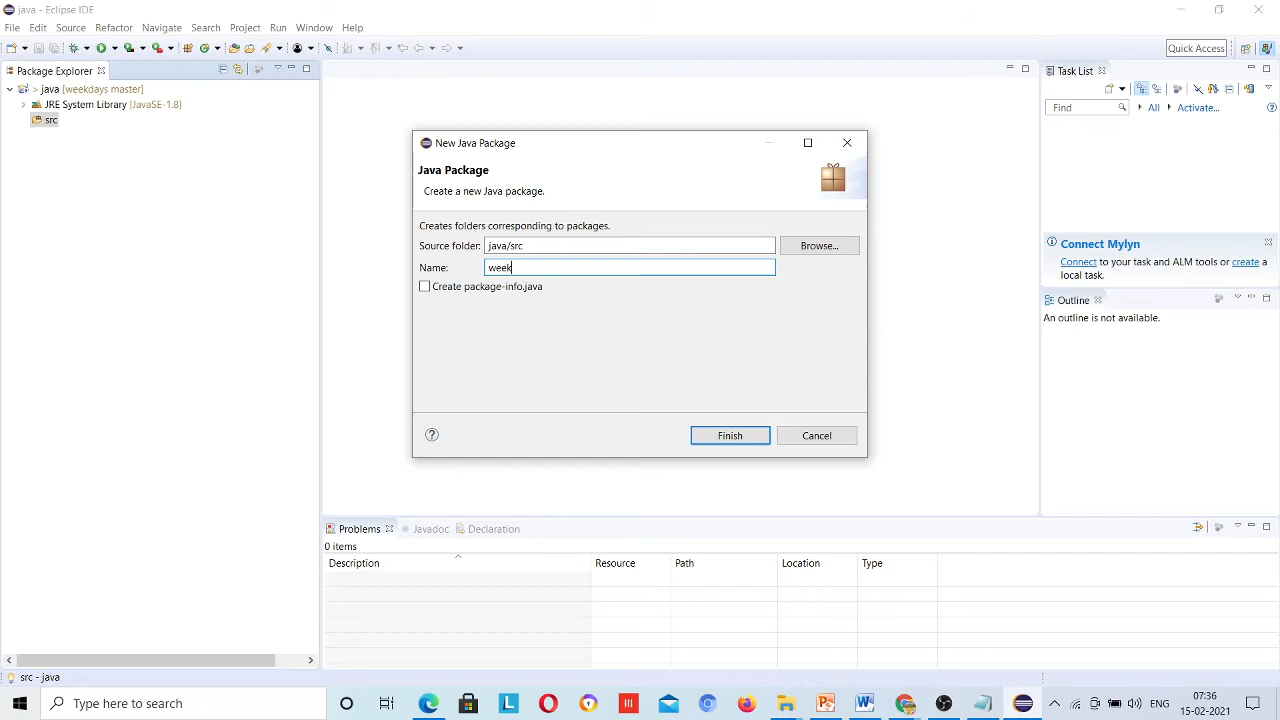 java - Eclipse IDE
File Edit Source Refactor Navigate Search Project Run Window Help
Quick Access
Package Explorer
> java [weekdays master]
JRE System Library [JavaSE-1.8]
src
New Java Package
Java Package
Create a new Java package.
Creates folders corresponding to packages.
Source folder: java/src Browse...
Name: week
Create package-info.java
Finish Cancel
Task List
Find All Activate...
Connect Mylyn
Connect to your task and ALM tools or create a
local task.
Outline
An outline is not available.
Problems Javadoc Declaration
0 items
Description Resource Path Location Type
src - java
Type here to search
07:36
15-02-2021